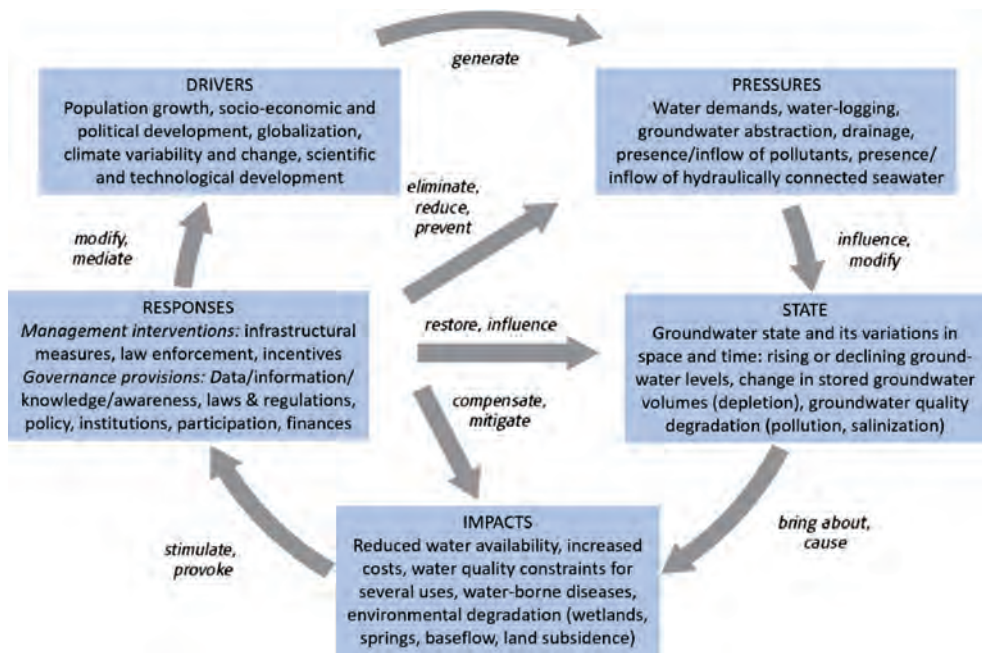 generate
DRIVERS
Population growth, socio-economic and
political development, globalization,
climate variability and change, scientific
and technological development
PRESSURES
Water demands, water-logging,
groundwater abstraction, drainage,
presence/inflow of pollutants, presence/
inflow of hydraulically connected seawater
eliminate,
reduce,
prevent
modify,
mediate
influence,
modify
RESPONSES
Management interventions: infrastructural
measures, law enforcement, incentives
Governance provisions: Data/information/
knowledge/awareness, laws & regulations,
policy, institutions, participation, finances
restore, influence
STATE
Groundwater state and its variations in
space and time: rising or declining ground-
water levels, change in stored groundwater
volumes (depletion), groundwater quality
degradation (pollution, salinization)
compensate,
mitigate
stimulate,
provoke
IMPACTS
Reduced water availability, increased
costs, water quality constraints for
several uses, water-borne diseases,
environmental degradation (wetlands,
springs, baseflow, land subsidence)
bring about,
cause